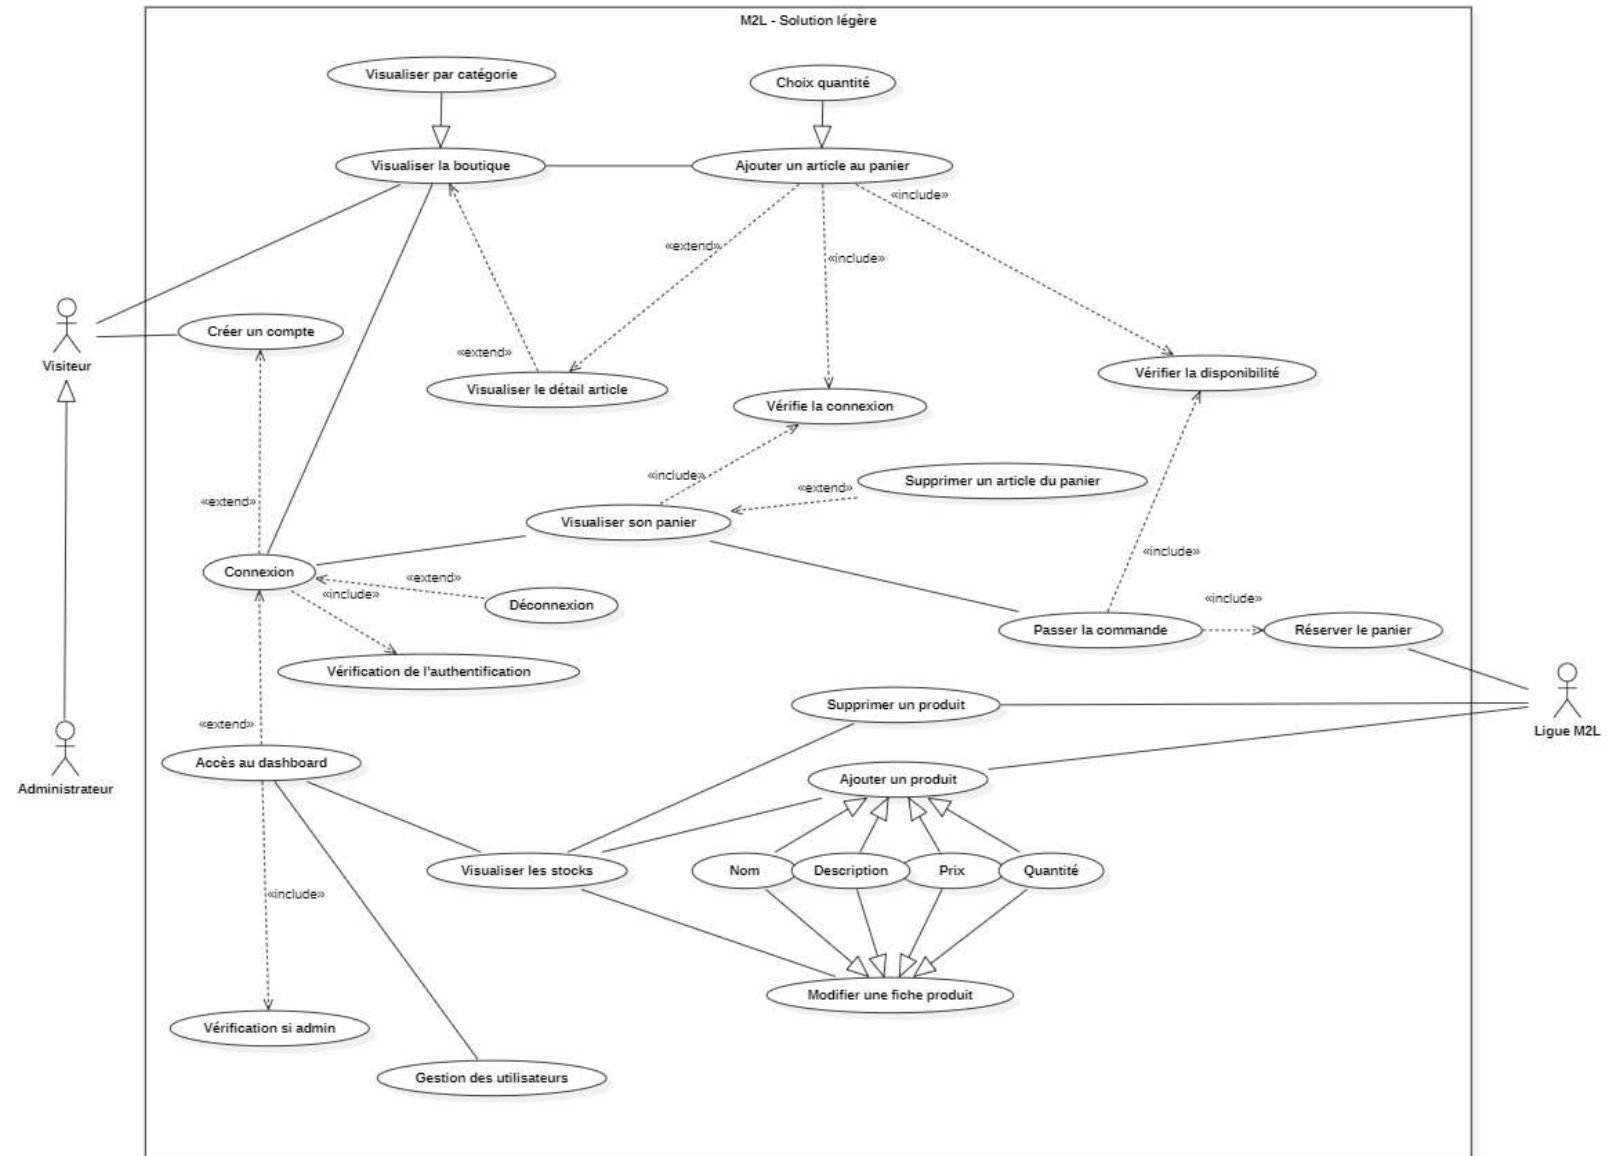 M2L - Solution légère
Visualiser par catégorie
Choix quantité
Visualiser la boutique
Ajouter un article au panier
«include»
«extend»
«include»
Créer un compte
Visiteur
«extend»
Vérifier la disponibilité
Visualiser le détail article
Vérifie la connexion
«include»
Supprimer un article du panier
«extend»
«extend»
Visualiser son panier
«include»
Connexion
«extend»
«include»
«include»
Déconnexion
Passer la commande
Réserver le panier
Vérification de l'authentification
Supprimer un produit
«extend»
Ligue M2L
Accès au dashboard
Ajouter un produit
Administrateur
Visualiser les stocks
Nom
Description
Prix
Quantité
«include»
Modifier une fiche produit
Vérification si admin
Gestion des utilisateurs